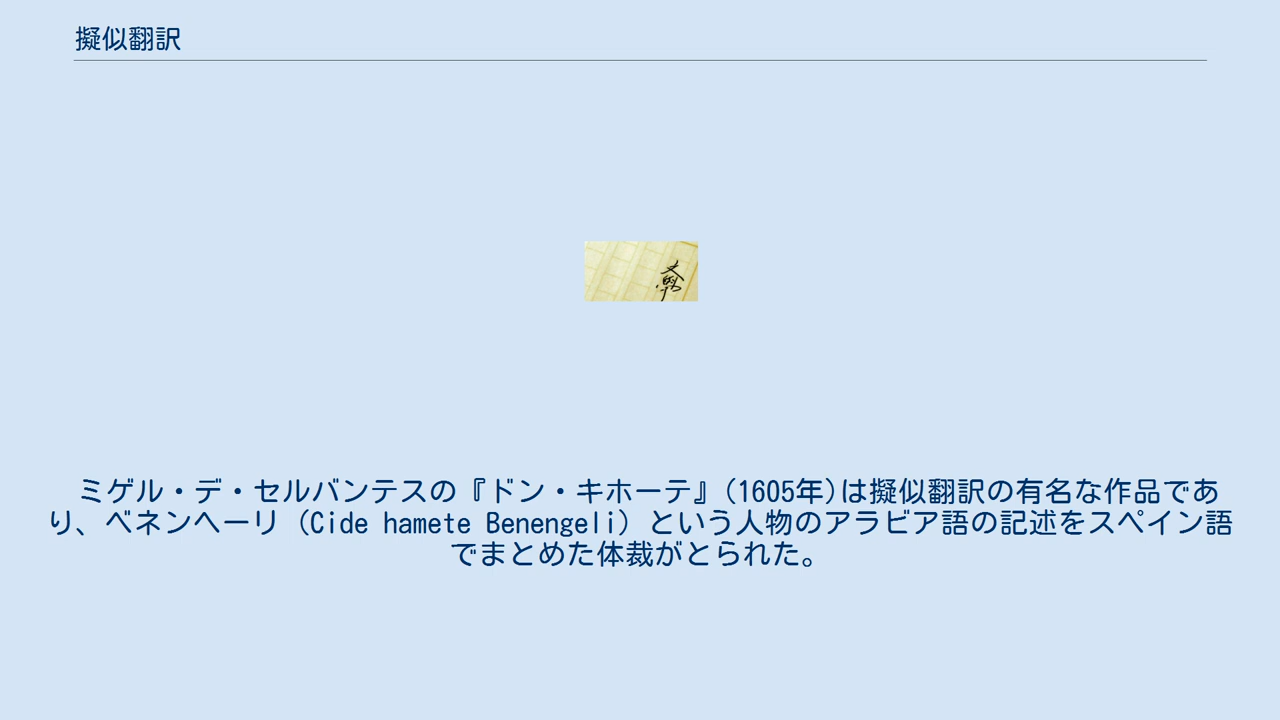 擬似翻訳
ミゲル・デ・セルバンテスの『ドン・キホーテ』(1605年)は擬似翻訳の有名な作品であ
り、ベネンヘーリ (Cide hamete Benengeli) という人物のアラビア語の記述をスペイン語
でまとめた体裁がとられた。